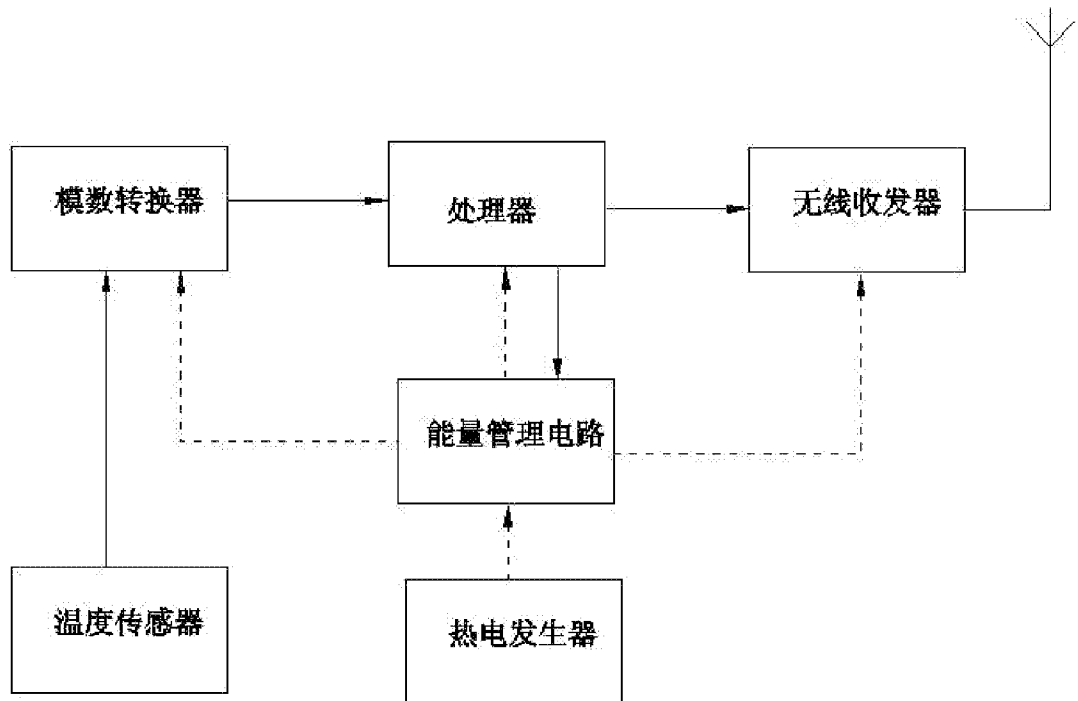 模数转换器
处理器
无线收发器
能量管理电路
温度传感器
热电发生器